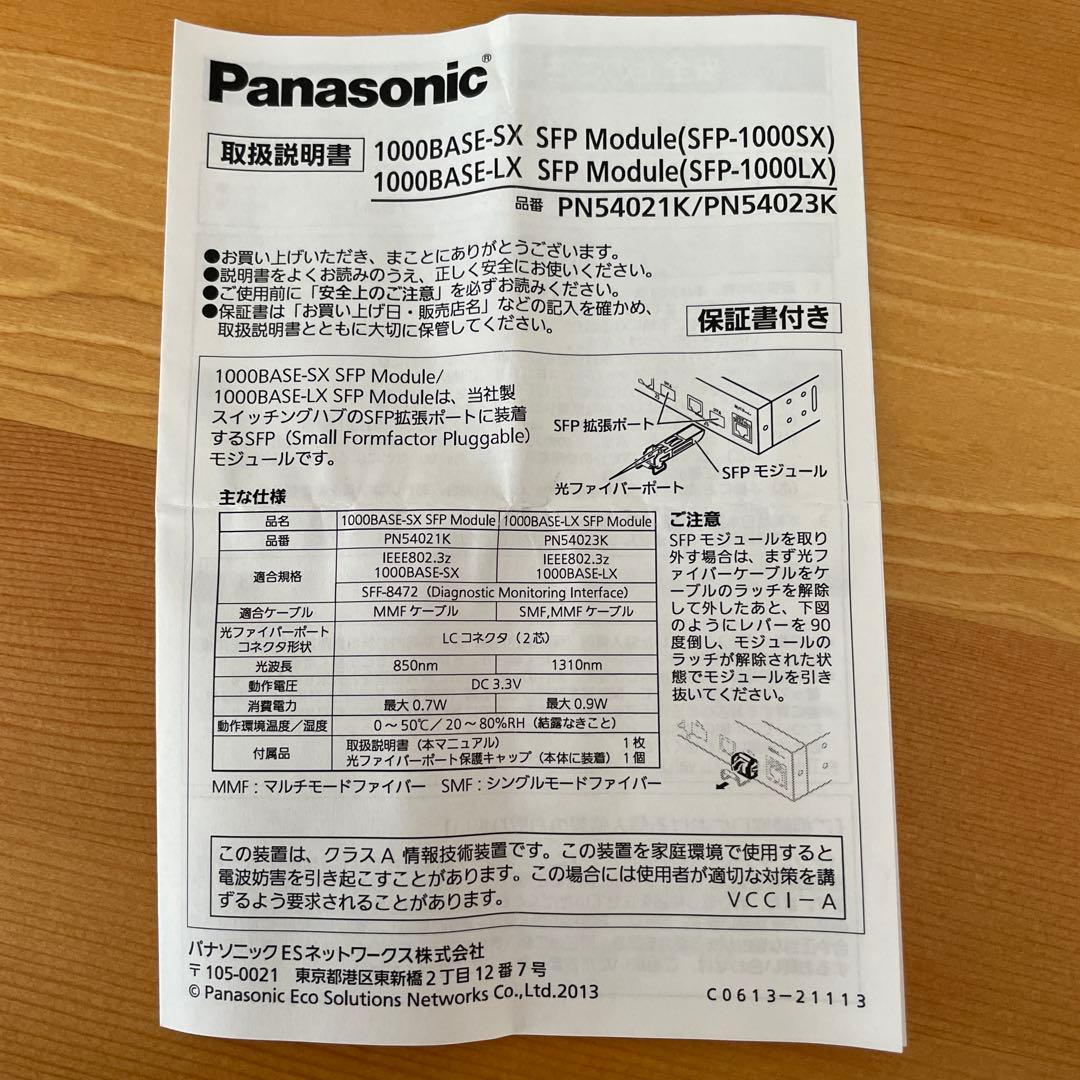 Panasonic®
取扱説明書
1000BASE-SX SFP Module(SFP-1000SX)
1000BASE-LX SFP Module(SFP-1000LX)
品番 PN54021K/PN54023K
●お買い上げいただき、まことにありがとうございます。
●説明書をよくお読みのうえ、正しく安全にお使いください。
●ご使用前に「安全上のご注意」を必ずお読みください。
●保証書は「お買い上げ日・販売店名」などの記入を確かめ、
取扱説明書とともに大切に保管してください。
保証書付き
1000BASE-SX SFP Module/
1000BASE-LX SFP Moduleは、当社製
スイッチングハブのSFP拡張ポートに装着
するSFP（Small Formfactor Pluggable）
モジュールです。
SFP 拡張ポート
SFP モジュール
光ファイバーポート
主な仕様
品名 1000BASE-SX SFP Module 1000BASE-LX SFP Module
品番 PN54021K PN54023K
適合規格 IEEE802.3z 1000BASE-SX IEEE802.3z 1000BASE-LX
SFF-8472（Diagnostic Monitoring Interface）
適合ケーブル MMF ケーブル SMF,MMF ケーブル
光ファイバーポート
コネクタ形状 LC コネクタ（2芯）
光波長 850nm 1310nm
動作電圧 DC 3.3V
消費電力 最大 0.7W 最大 0.9W
動作環境温度／湿度 0～50℃／20～80%RH（結露なきこと）
付属品 取扱説明書（本マニュアル） 1枚
光ファイバーポート保護キャップ（本体に装着） 1個
MMF：マルチモードファイバー SMF：シングルモードファイバー
ご注意
SFPモジュールを取り
外す場合は、まず光フ
ァイバーケーブルをケ
ーブルのラッチを解除
して外したあと、下図
のようにレバーを90
度倒し、モジュールの
ラッチが解除された状
態でモジュールを引き
抜いてください。
この装置は、クラスA 情報技術装置です。この装置を家庭環境で使用すると
電波妨害を引き起こすことがあります。この場合には使用者が適切な対策を講
ずるよう要求されることがあります。
VCCI-A
パナソニックESネットワークス株式会社
〒105-0021 東京都港区東新橋2丁目12番7号
© Panasonic Eco Solutions Networks Co.,Ltd.2013
C0613-21113